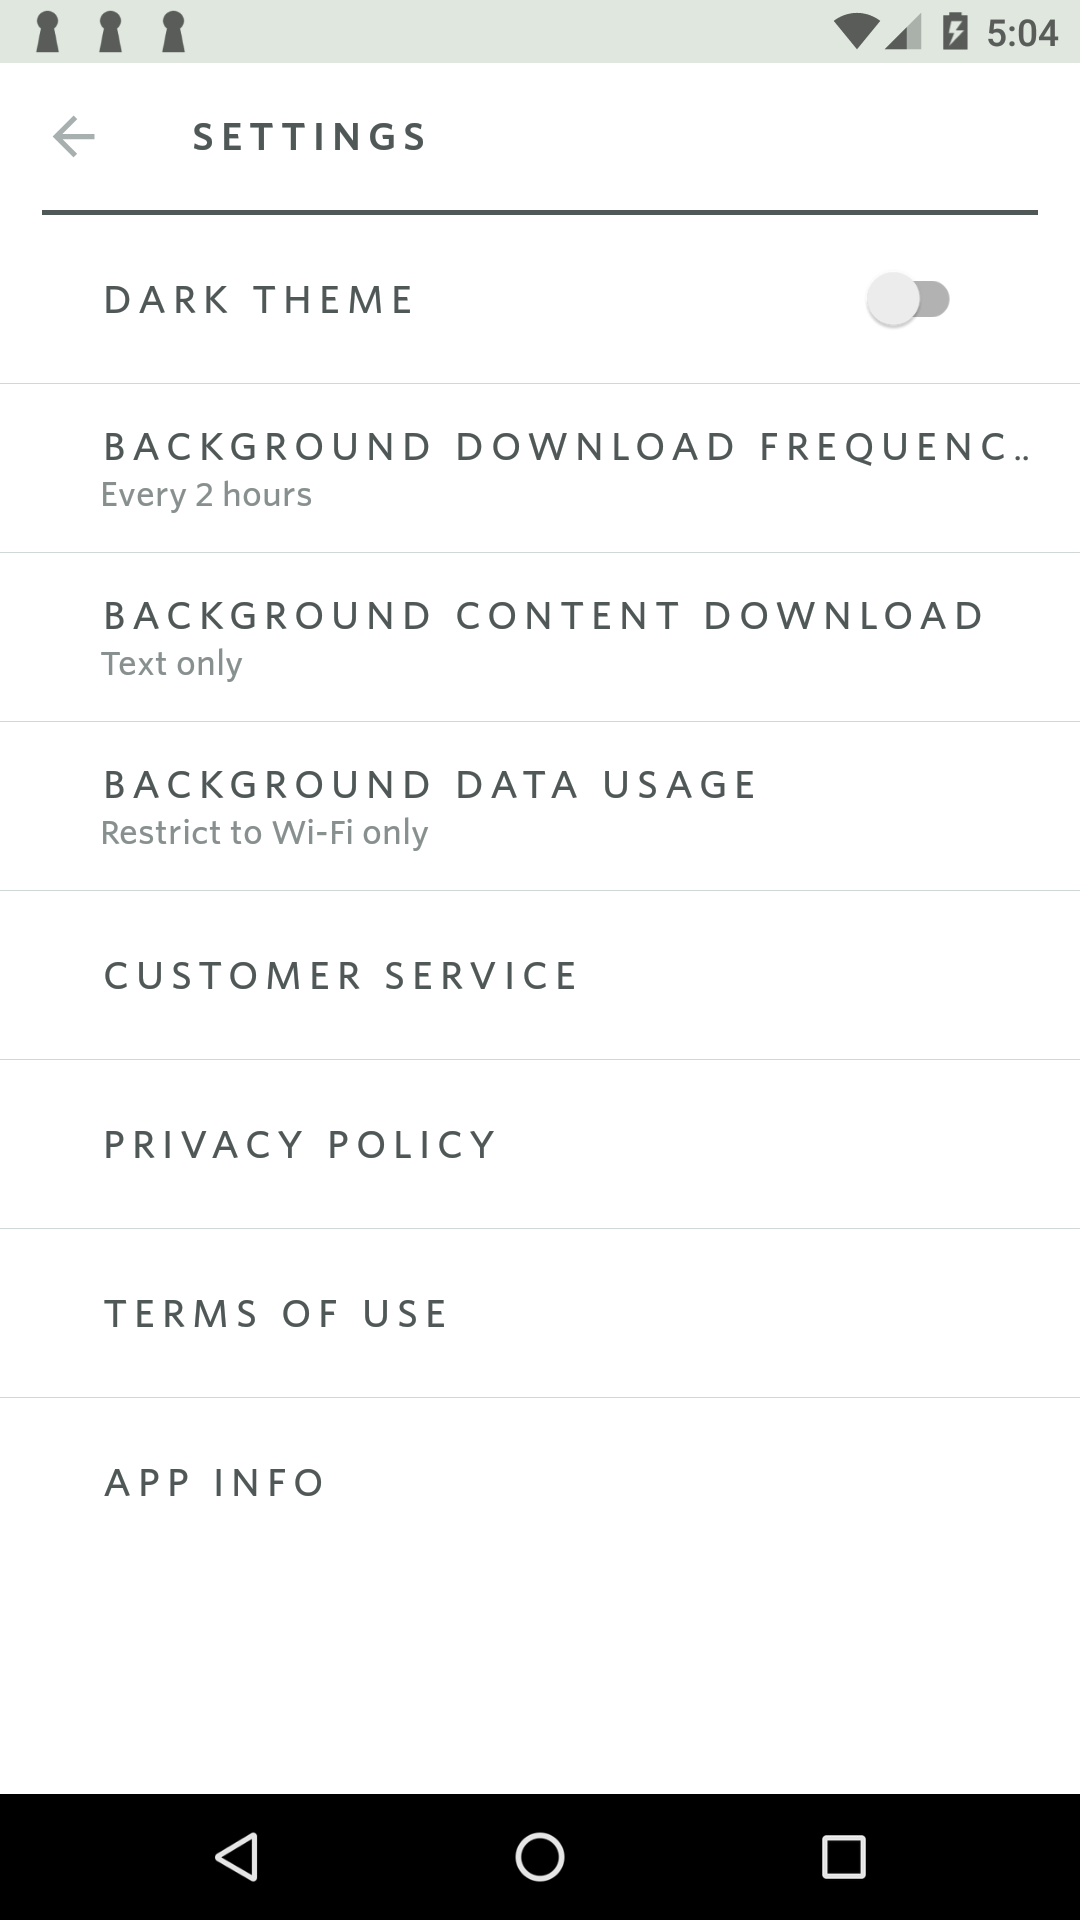 5:04
SETTINGS
DARK THEME
BACKGROUND DOWNLOAD FREQUENC..
Every 2 hours
BACKGROUND CONTENT DOWNLOAD
Text only
BACKGROUND DATA USAGE
Restrict to Wi-Fi only
CUSTOMER SERVICE
PRIVACY POLICY
TERMS OF USE
APP INFO